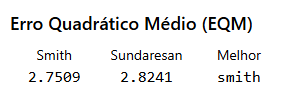 Erro Quadrático Médio (EQM)
Smith Sundaresan Melhor
2.7509 2.8241 smith